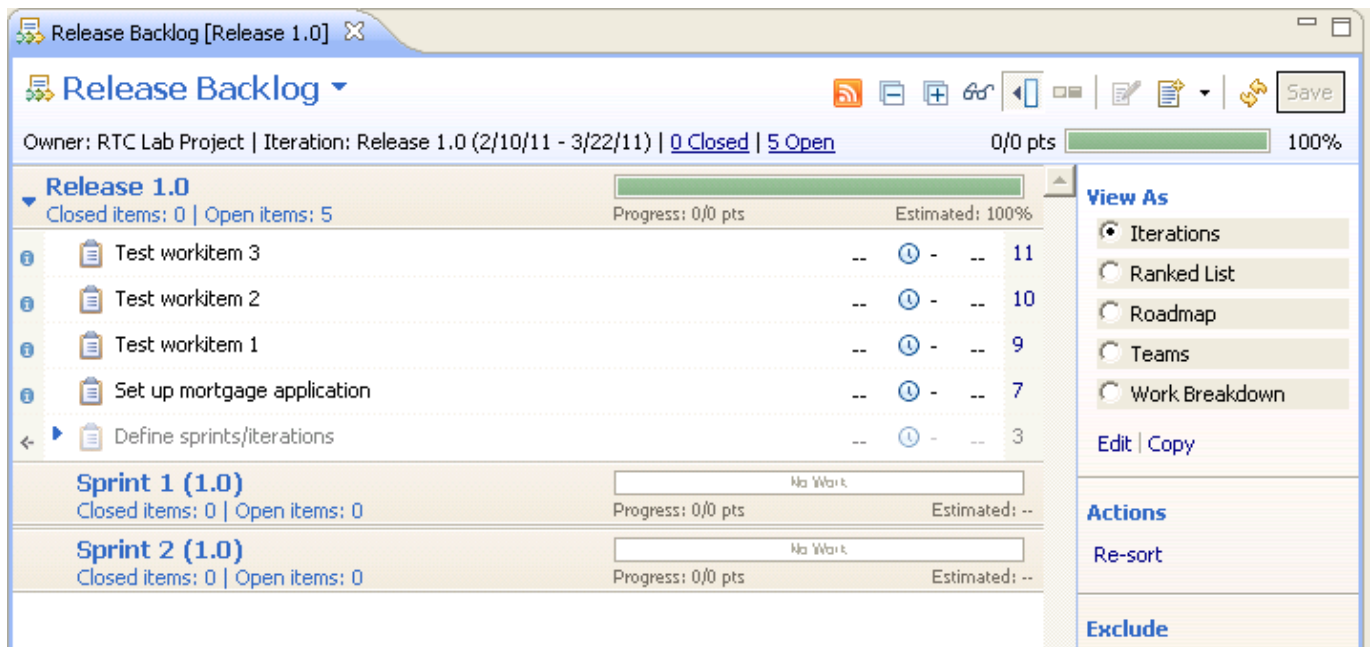 Release Backlog [Release 1.0]
Release Backlog
Save
Owner: RTC Lab Project | Iteration: Release 1.0 (2/10/11 - 3/22/11) | 0 Closed | 5 Open 0/0 pts 100%
Release 1.0
Closed items: 0 | Open items: 5 Progress: 0/0 pts Estimated: 100%
Test workitem 3 -- - -- 11
Test workitem 2 -- - -- 10
Test workitem 1 -- - -- 9
Set up mortgage application -- - -- 7
Define sprints/iterations -- - -- 3
Sprint 1 (1.0) No Work
Closed items: 0 | Open items: 0 Progress: 0/0 pts Estimated: --
Sprint 2 (1.0) No Work
Closed items: 0 | Open items: 0 Progress: 0/0 pts Estimated: --
View As
Iterations
Ranked List
Roadmap
Teams
Work Breakdown
Edit | Copy
Actions
Re-sort
Exclude